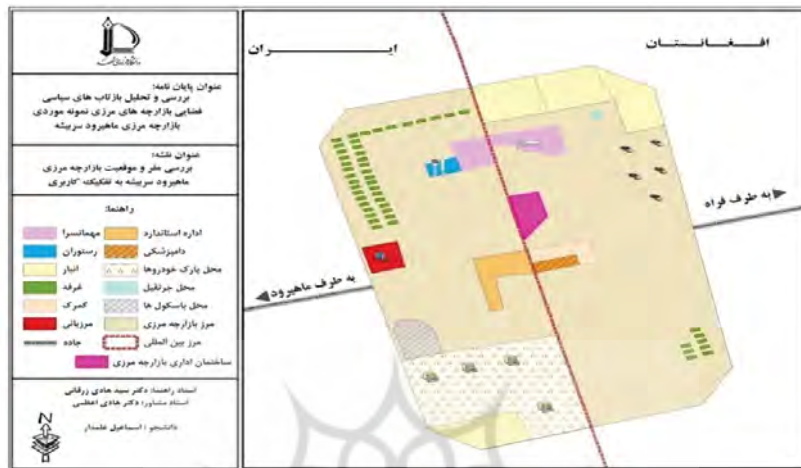 عنوان پایان نامه:
بررسی و تحلیل بازتاب های سیاسی
فضایی بازارچه های مرزی نمونه موردی
بازارچه مرزی ماهیرود سربیشه
عنوان نقشه:
بررسی مقر و موقعیت بازارچه مرزی
ماهیرود سربیشه به تفکیک کاربری
راهنما:
مهمانسرا
اداره استاندارد
رستوران
دامپزشکی
انبار
محل پارک خودروها
غرفه
محل جرثقیل
گمرک
محل باسکول ها
مرزبانی
مرز بازارچه مرزی
جاده
مرز بین المللی
ساختمان اداری بازارچه مرزی
استاد راهنما: دکتر سید هادی زرقانی
استاد مشاور: دکتر هادی اعظمی
دانشجو : اسماعیل علمدار
N
افـغـانـستـان
ایـــران
به طرف فراه
به طرف ماهیرود